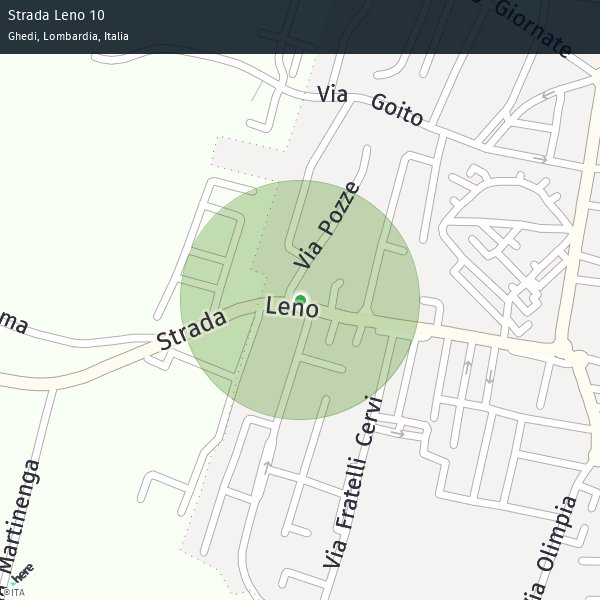 Strada Leno 10
Ghedi, Lombardia, Italia
Giornate
Via Goito
Via Pozze
Strada Leno
Via Fratelli Cervi
Martinenga
Via Olimpia
here
©ITA